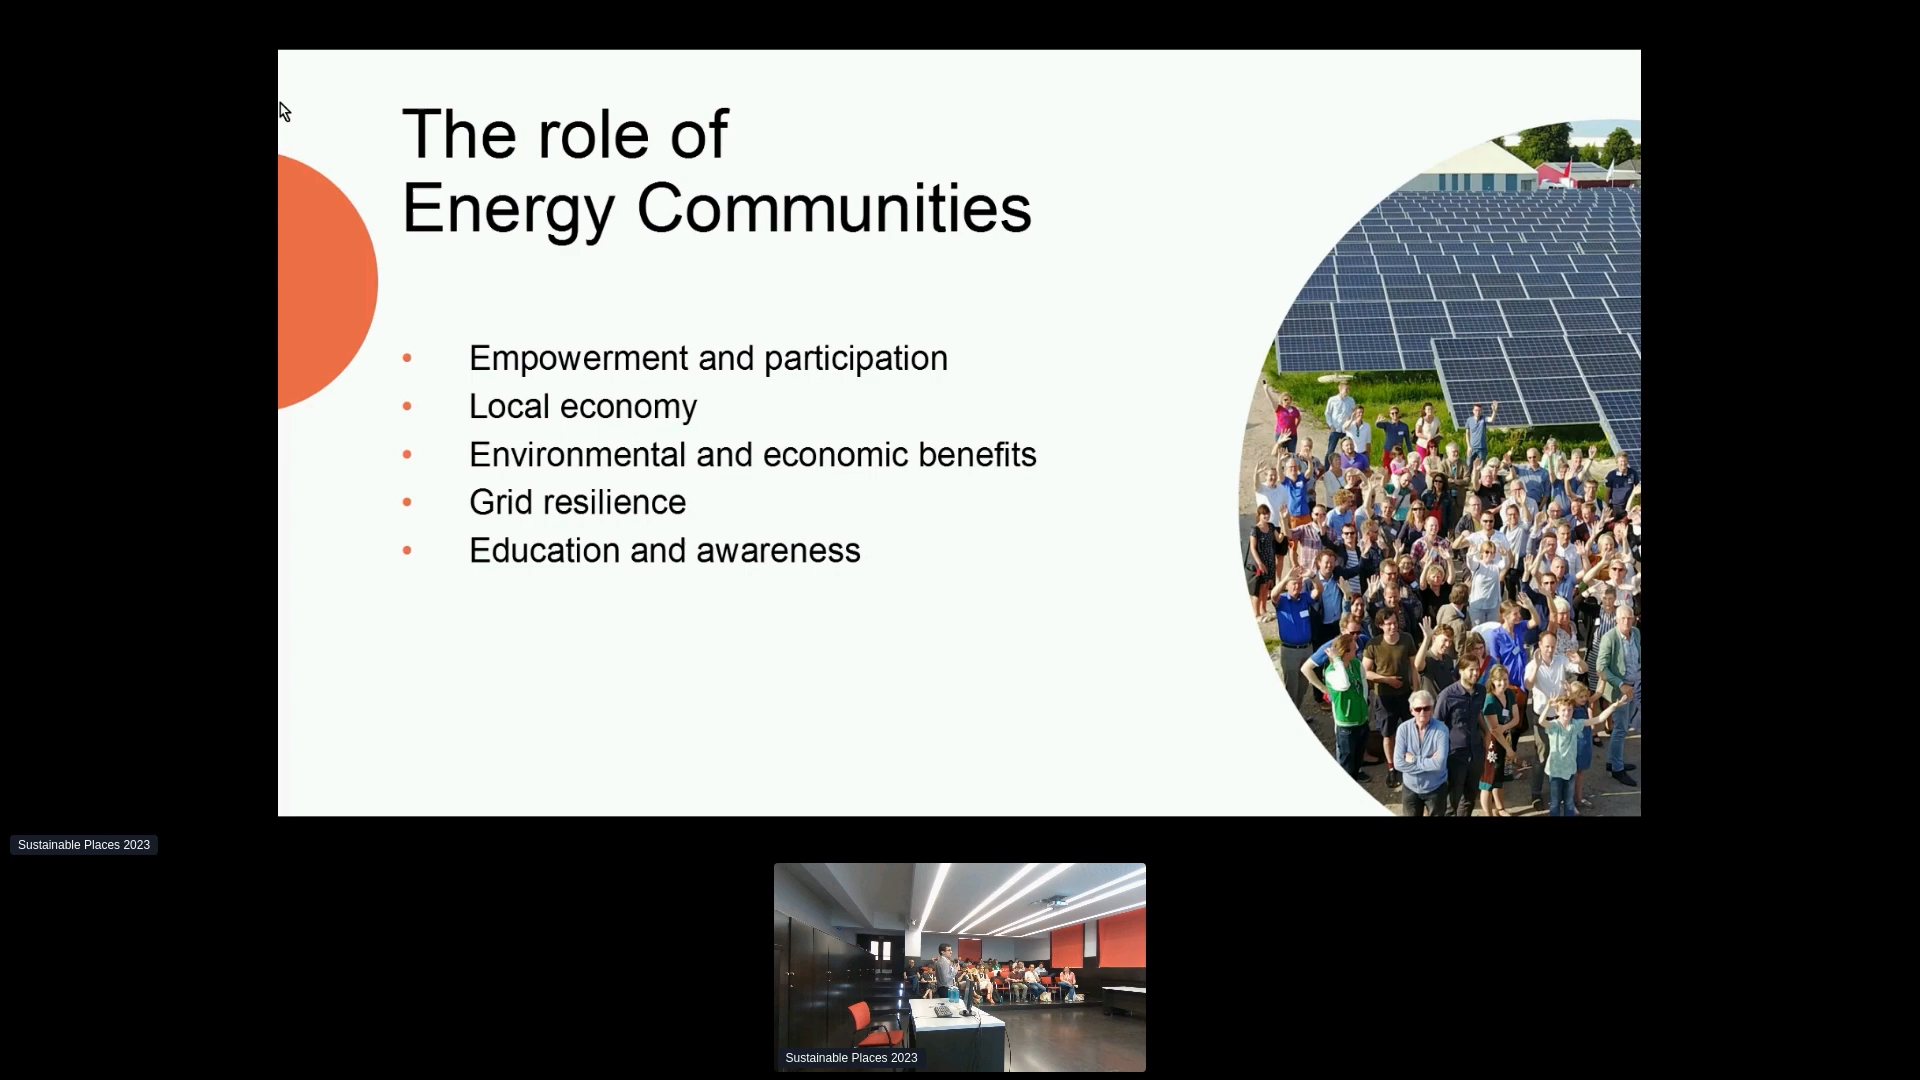 The role of
Energy Communities
• Empowerment and participation
• Local economy
• Environmental and economic benefits
• Grid resilience
• Education and awareness
Sustainable Places 2023
Sustainable Places 2023